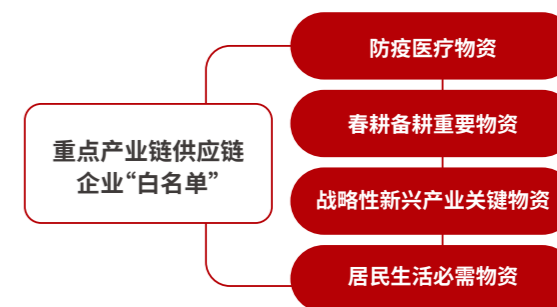 重点产业链供应链
企业“白名单”
防疫医疗物资
春耕备耕重要物资
战略性新兴产业关键物资
居民生活必需物资